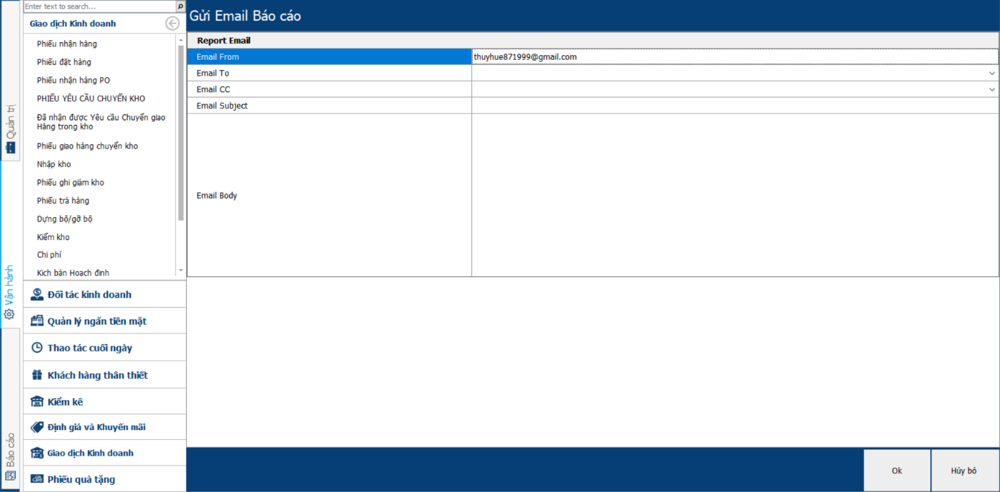 Enter text to search...
Giao dịch Kinh doanh
Phiếu nhận hàng
Phiếu đặt hàng
Phiếu nhận hàng PO
PHIẾU YÊU CẦU CHUYỂN KHO
Đã nhận được Yêu cầu Chuyển giao
Hàng trong kho
Phiếu giao hàng chuyển kho
Nhập kho
Phiếu ghi giảm kho
Phiếu trả hàng
Dựng bộ/gỡ bộ
Kiểm kho
Chi phí
Kịch bản Hoạch định
Đối tác kinh doanh
Quản lý ngăn tiền mặt
Thao tác cuối ngày
Khách hàng thân thiết
Kiểm kê
Định giá và Khuyến mãi
Giao dịch Kinh doanh
Phiếu quà tặng
Quản trị
Vận hành
Báo cáo
Gửi Email Báo cáo
Report Email
Email From thuyhue871999@gmail.com
Email To
Email CC
Email Subject
Email Body
Ok
Hủy bỏ